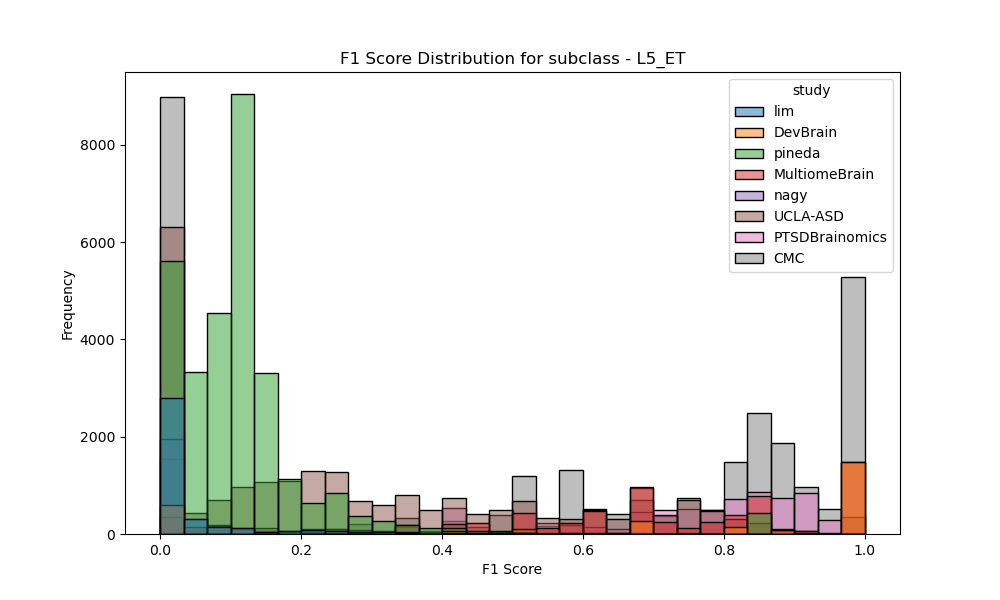 F1 Score Distribution for subclass - L5_ET
study
lim
DevBrain
pineda
MultiomeBrain
nagy
UCLA-ASD
PTSDBrainomics
CMC
Frequency
8000
6000
4000
2000
0
0.0 0.2 0.4 0.6 0.8 1.0
F1 Score